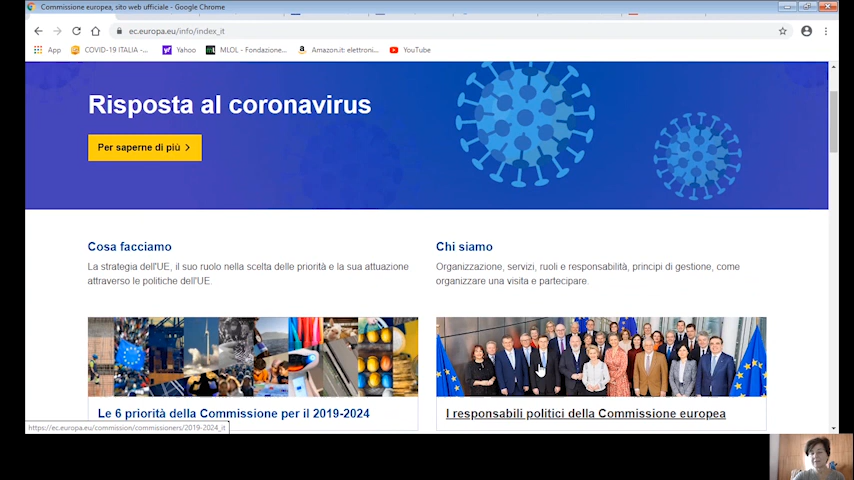 Commissione europea, sito web ufficiale - Google Chrome
ec.europa.eu/info/index_it
App COVID-19 ITALIA -... Yahoo MLOL - Fondazione... Amazon.it: elettroni... YouTube
Risposta al coronavirus
Per saperne di più
Cosa facciamo
La strategia dell'UE, il suo ruolo nella scelta delle priorità e la sua attuazione
attraverso le politiche dell'UE.
Chi siamo
Organizzazione, servizi, ruoli e responsabilità, principi di gestione, come
organizzare una visita e partecipare.
Le 6 priorità della Commissione per il 2019-2024
I responsabili politici della Commissione europea
https://ec.europa.eu/commission/commissioners/2019-2024_it